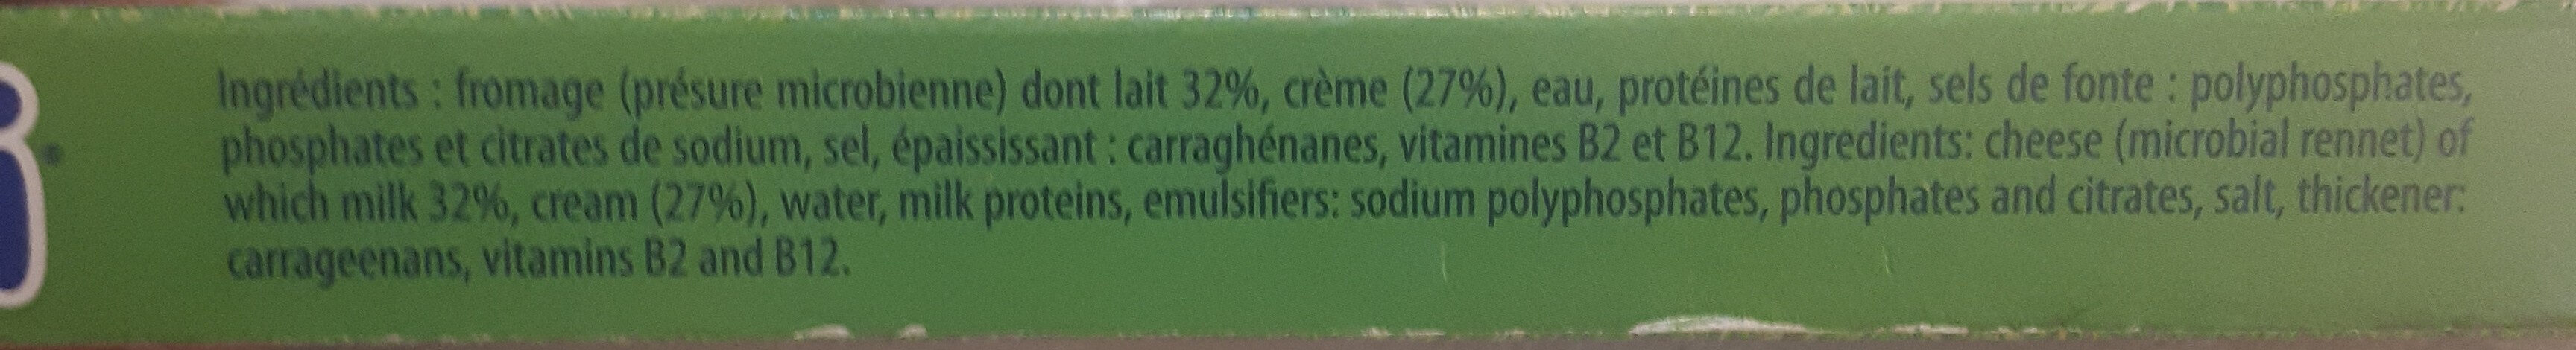 Ingrédients : fromage (présure microbienne) dont lait 32%, crème (27%), eau, protéines de lait, sels de fonte : polyphosphates,
phosphates et citrates de sodium, sel, épaississant : carraghénanes, vitamines B2 et B12. Ingredients: cheese (microbial rennet) of
which milk 32%, cream (27%), water, milk proteins, emulsifiers: sodium polyphosphates, phosphates and citrates, salt, thickener:
carrageenans, vitamins B2 and B12.